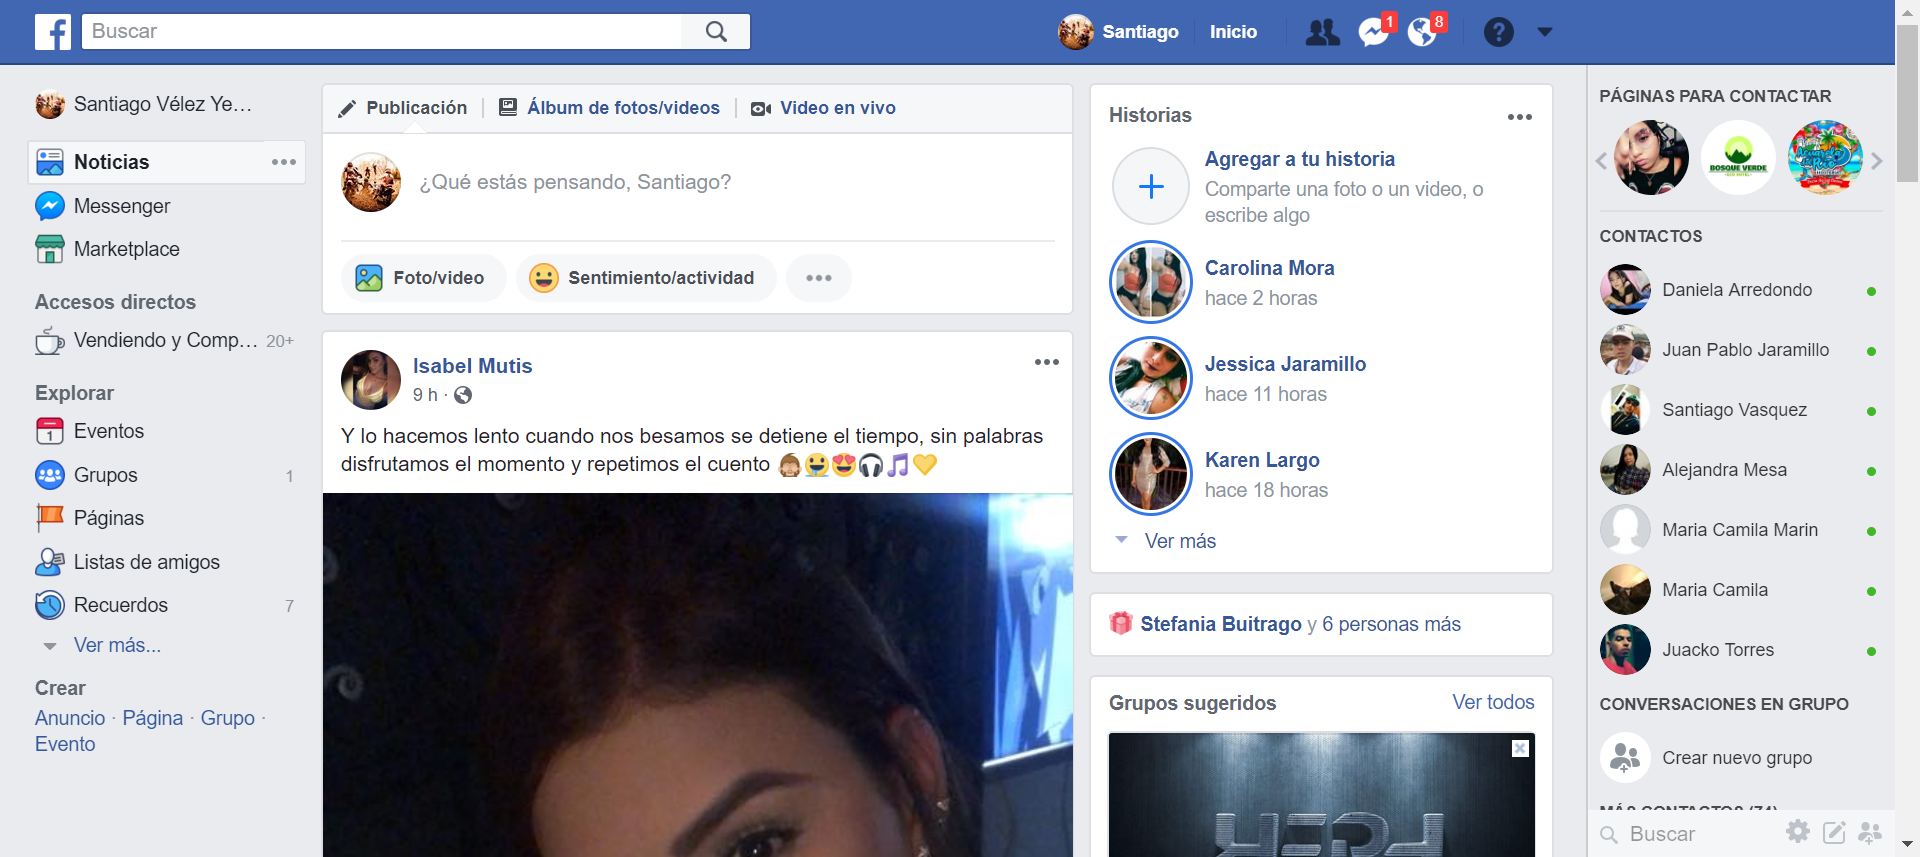 Buscar
Santiago
Inicio
1
8
Santiago Vélez Ye...
Noticias
Messenger
Marketplace
Accesos directos
Vendiendo y Comp... 20+
Explorar
Eventos
Grupos 1
Páginas
Listas de amigos
Recuerdos 7
Ver más...
Crear
Anuncio · Página · Grupo ·
Evento
Publicación
Álbum de fotos/videos
Video en vivo
¿Qué estás pensando, Santiago?
Foto/video
Sentimiento/actividad
Isabel Mutis
9 h ·
Y lo hacemos lento cuando nos besamos se detiene el tiempo, sin palabras
disfrutamos el momento y repetimos el cuento
Historias
Agregar a tu historia
Comparte una foto o un video, o
escribe algo
Carolina Mora
hace 2 horas
Jessica Jaramillo
hace 11 horas
Karen Largo
hace 18 horas
Ver más
Stefania Buitrago y 6 personas más
Grupos sugeridos
Ver todos
PÁGINAS PARA CONTACTAR
BOSQUE VERDE
CONTACTOS
Daniela Arredondo
Juan Pablo Jaramillo
Santiago Vasquez
Alejandra Mesa
Maria Camila Marin
Maria Camila
Juacko Torres
CONVERSACIONES EN GRUPO
Crear nuevo grupo
MÁS CONTACTOS (74)
Buscar